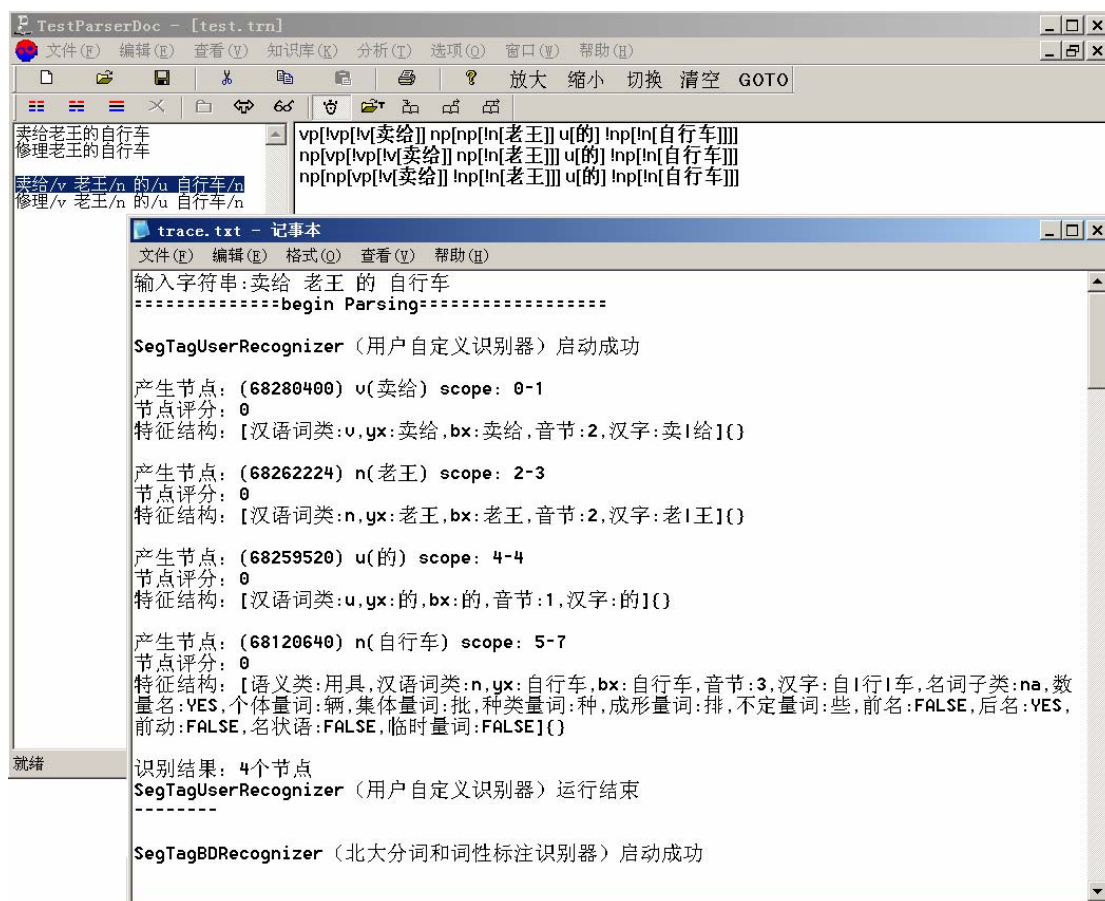 TestParserDoc - [test.trn]
文件(F) 编辑(E) 查看(V) 知识库(K) 分析(T) 选项(O) 窗口(W) 帮助(H)
放大 缩小 切换 清空 GOTO
卖给老王的自行车
修理老王的自行车
卖给/v 老王/n 的/u 自行车/n
修理/v 老王/n 的/u 自行车/n
vp[!vp[!v[卖给]] np[np[!n[老王]] u[的] !np[!n[自行车]]]]
np[vp[!vp[!v[卖给]] np[!n[老王]]] u[的] !np[!n[自行车]]]
np[np[vp[!v[卖给]] !np[!n[老王]]] u[的] !np[!n[自行车]]]
trace.txt - 记事本
文件(F) 编辑(E) 格式(O) 查看(V) 帮助(H)
输入字符串:卖给 老王 的 自行车
==============begin Parsing==================
SegTagUserRecognizer（用户自定义识别器）启动成功
产生节点: (68280400) v(卖给) scope: 0-1
节点评分: 0
特征结构: [汉语词类:v,yx:卖给,bx:卖给,音节:2,汉字:卖|给]{}
产生节点: (68262224) n(老王) scope: 2-3
节点评分: 0
特征结构: [汉语词类:n,yx:老王,bx:老王,音节:2,汉字:老|王]{}
产生节点: (68259520) u(的) scope: 4-4
节点评分: 0
特征结构: [汉语词类:u,yx:的,bx:的,音节:1,汉字:的]{}
产生节点: (68120640) n(自行车) scope: 5-7
节点评分: 0
特征结构: [语义类:用具,汉语词类:n,yx:自行车,bx:自行车,音节:3,汉字:自|行|车,名词子类:na,数
量名:YES,个体量词:辆,集体量词:批,种类量词:种,成形量词:排,不定量词:些,前名:FALSE,后名:YES,
前动:FALSE,名状语:FALSE,临时量词:FALSE]{}
识别结果: 4个节点
SegTagUserRecognizer（用户自定义识别器）运行结束
--------
SegTagBDRecognizer（北大分词和词性标注识别器）启动成功
就绪